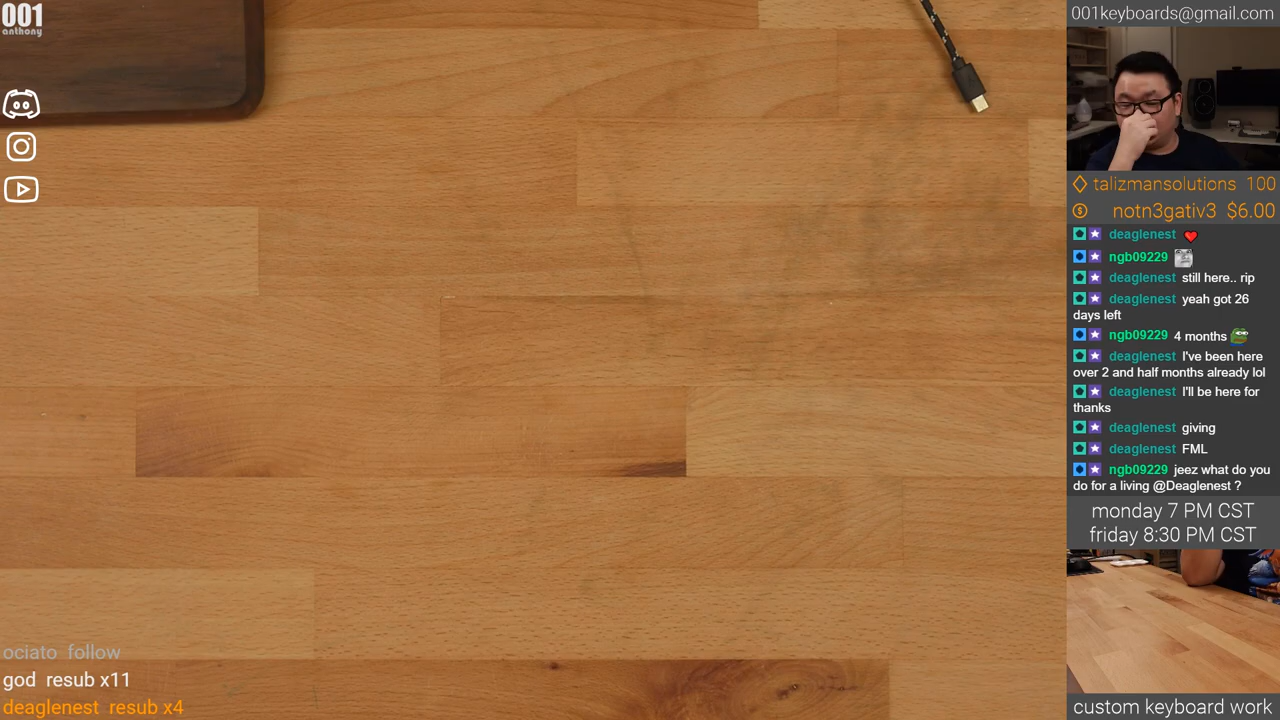 001
anthony
001keyboards@gmail.com
talizmansolutions 100
notn3gativ3 $6.00
deaglenest
ngb09229
deaglenest still here.. rip
deaglenest yeah got 26
days left
ngb09229 4 months
deaglenest I've been here
over 2 and half months already lol
deaglenest I'll be here for
thanks
deaglenest giving
deaglenest FML
ngb09229 jeez what do you
do for a living @Deaglenest ?
monday 7 PM CST
friday 8:30 PM CST
custom keyboard work
ociato follow
god resub x11
deaglenest resub x4